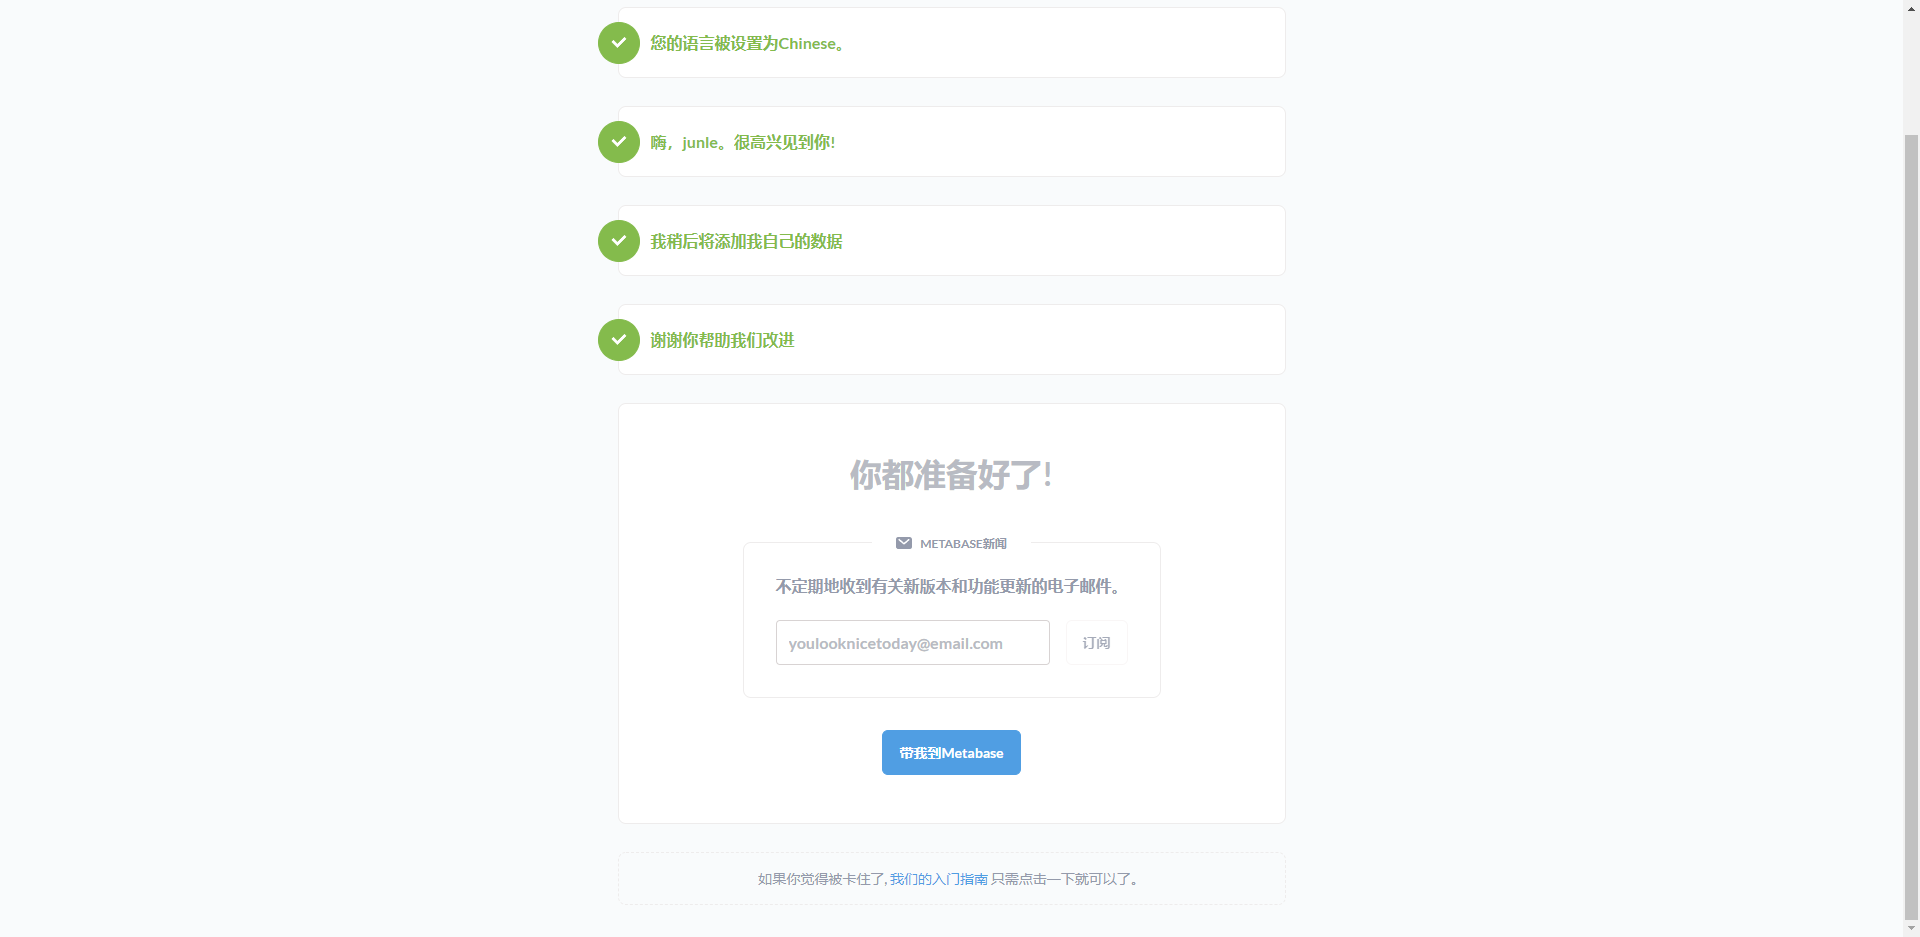 您的语言被设置为Chinese。
嗨，junle。很高兴见到你!
我稍后将添加我自己的数据
谢谢你帮助我们改进
你都准备好了!
METABASE新闻
不定期地收到有关新版本和功能更新的电子邮件。
youlooknicetoday@email.com
订阅
带我到Metabase
如果你觉得被卡住了, 我们的入门指南 只需点击一下就可以了。